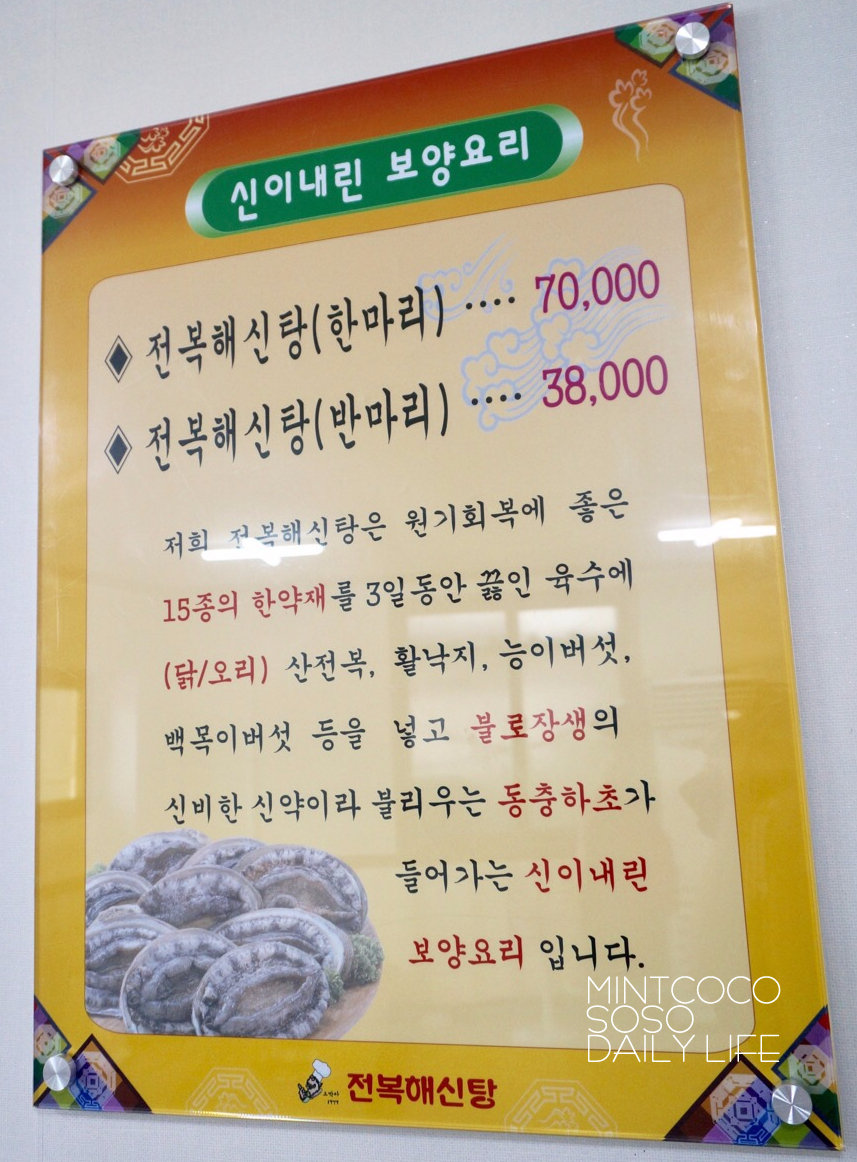 신이내린 보양요리
◈ 전복해신탕(한마리) ···· 70,000
◈ 전복해신탕(반마리) ···· 38,000
저희 전복해신탕은 원기회복에 좋은
15종의 한약재를 3일동안 끓인 육수에
(닭/오리) 산전복, 활낙지, 능이버섯,
백목이버섯 등을 넣고 불로장생의
신비한 신약이라 불리우는 동충하초가
들어가는 신이내린
보양요리 입니다.
MINTCOCO
SOSO
DAILY LIFE
전복해신탕